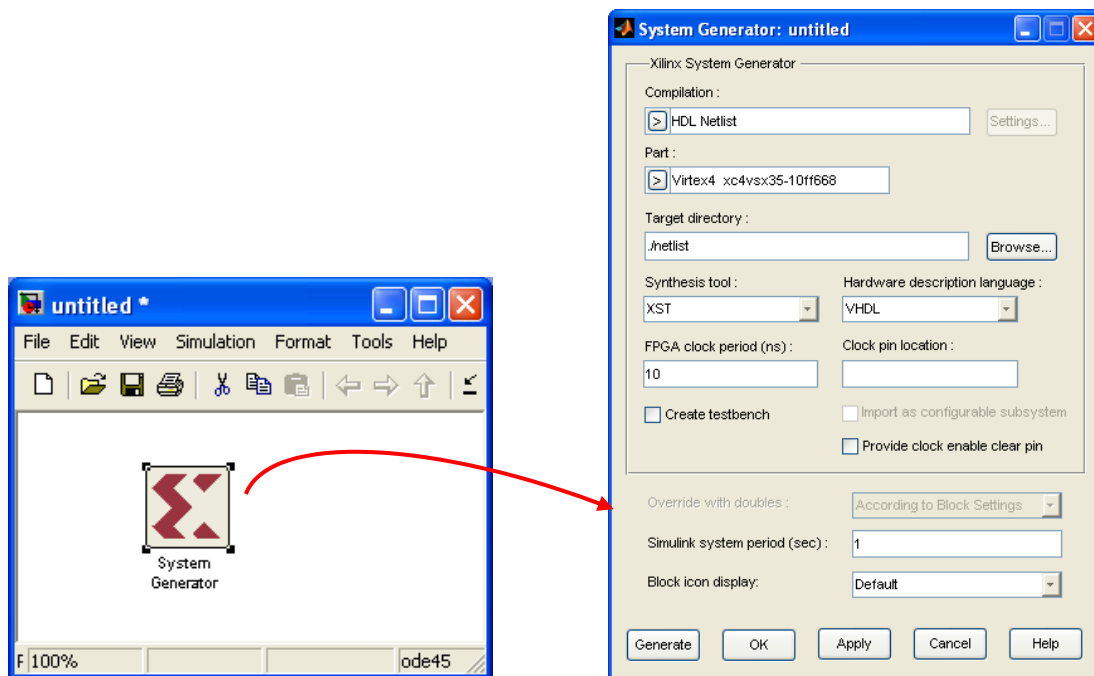 untitled *
File Edit View Simulation Format Tools Help
System
Generator
F 100%
ode45
System Generator: untitled
Xilinx System Generator
Compilation :
> HDL Netlist
Settings...
Part :
> Virtex4 xc4vsx35-10ff668
Target directory :
./netlist
Browse...
Synthesis tool :
Hardware description language :
XST
VHDL
FPGA clock period (ns) :
Clock pin location :
10
Create testbench
Import as configurable subsystem
Provide clock enable clear pin
Override with doubles :
According to Block Settings
Simulink system period (sec) :
1
Block icon display:
Default
Generate
OK
Apply
Cancel
Help